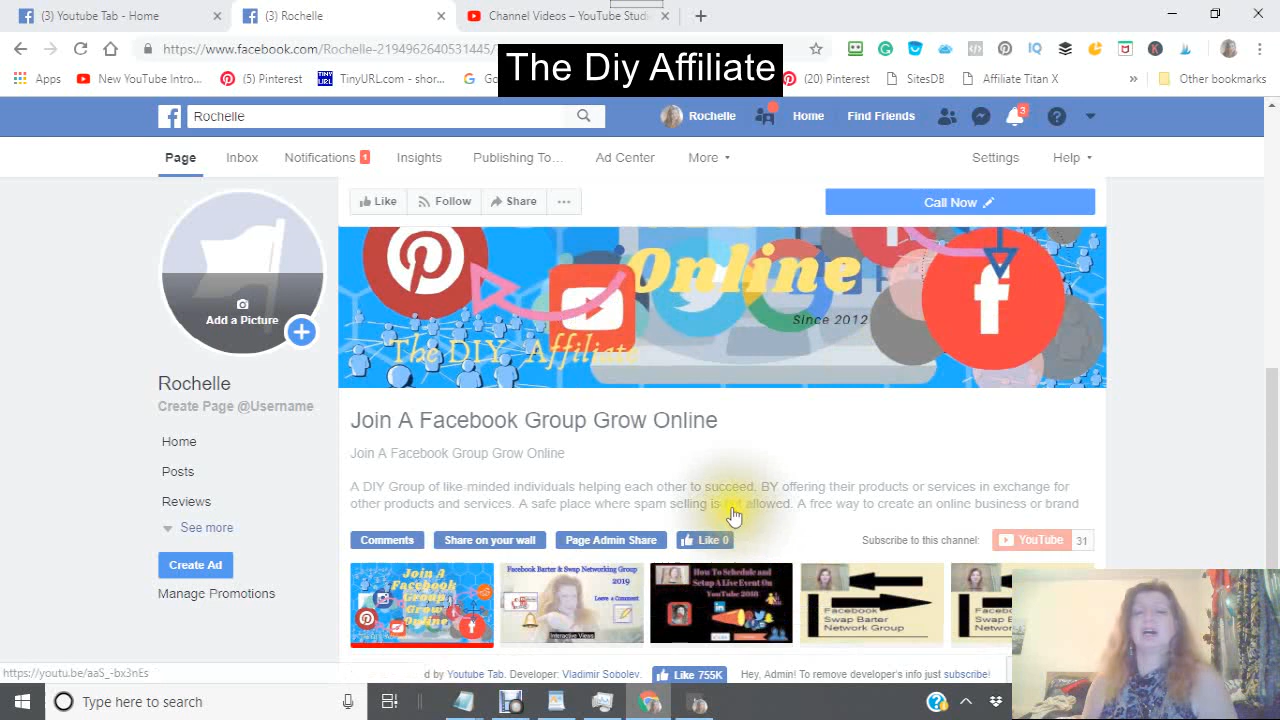 (3) Youtube Tab - Home
(3) Rochelle
Channel Videos – YouTube Stud
https://www.facebook.com/Rochelle-219496264053144
The Diy Affiliate
Apps
New YouTube Intro...
(5) Pinterest
TinyURL.com - shor...
(20) Pinterest
SitesDB
Affiliate Titan X
Other bookmarks
Rochelle
Rochelle
Home
Find Friends
3
Page
Inbox
Notifications 1
Insights
Publishing To...
Ad Center
More
Settings
Help
Like
Follow
Share
Call Now
Online
Since 2012
The DIY Affiliate
Add a Picture
Rochelle
Create Page @Username
Home
Posts
Reviews
See more
Create Ad
Manage Promotions
Join A Facebook Group Grow Online
Join A Facebook Group Grow Online
A DIY Group of like-minded individuals helping each other to succeed. BY offering their products or services in exchange for
other products and services. A safe place where spam selling is not allowed. A free way to create an online business or brand
Comments
Share on your wall
Page Admin Share
Like 0
Subscribe to this channel:
YouTube
31
Join A
Facebook
Group
Grow
Online
Facebook Barter & Swap Networking Group
2019
Leave a Comment
Interactive Views
How To Schedule and
Setup A Live Event On
YouTube 2018
Facebook
Swap Barter
Network Group
https://youtu.be/aaS_-bx3nEs
d by Youtube Tab. Developer: Vladimir Sobolev.
Like 755K
Hey, Admin! To remove developer's info just subscribe!
Type here to search